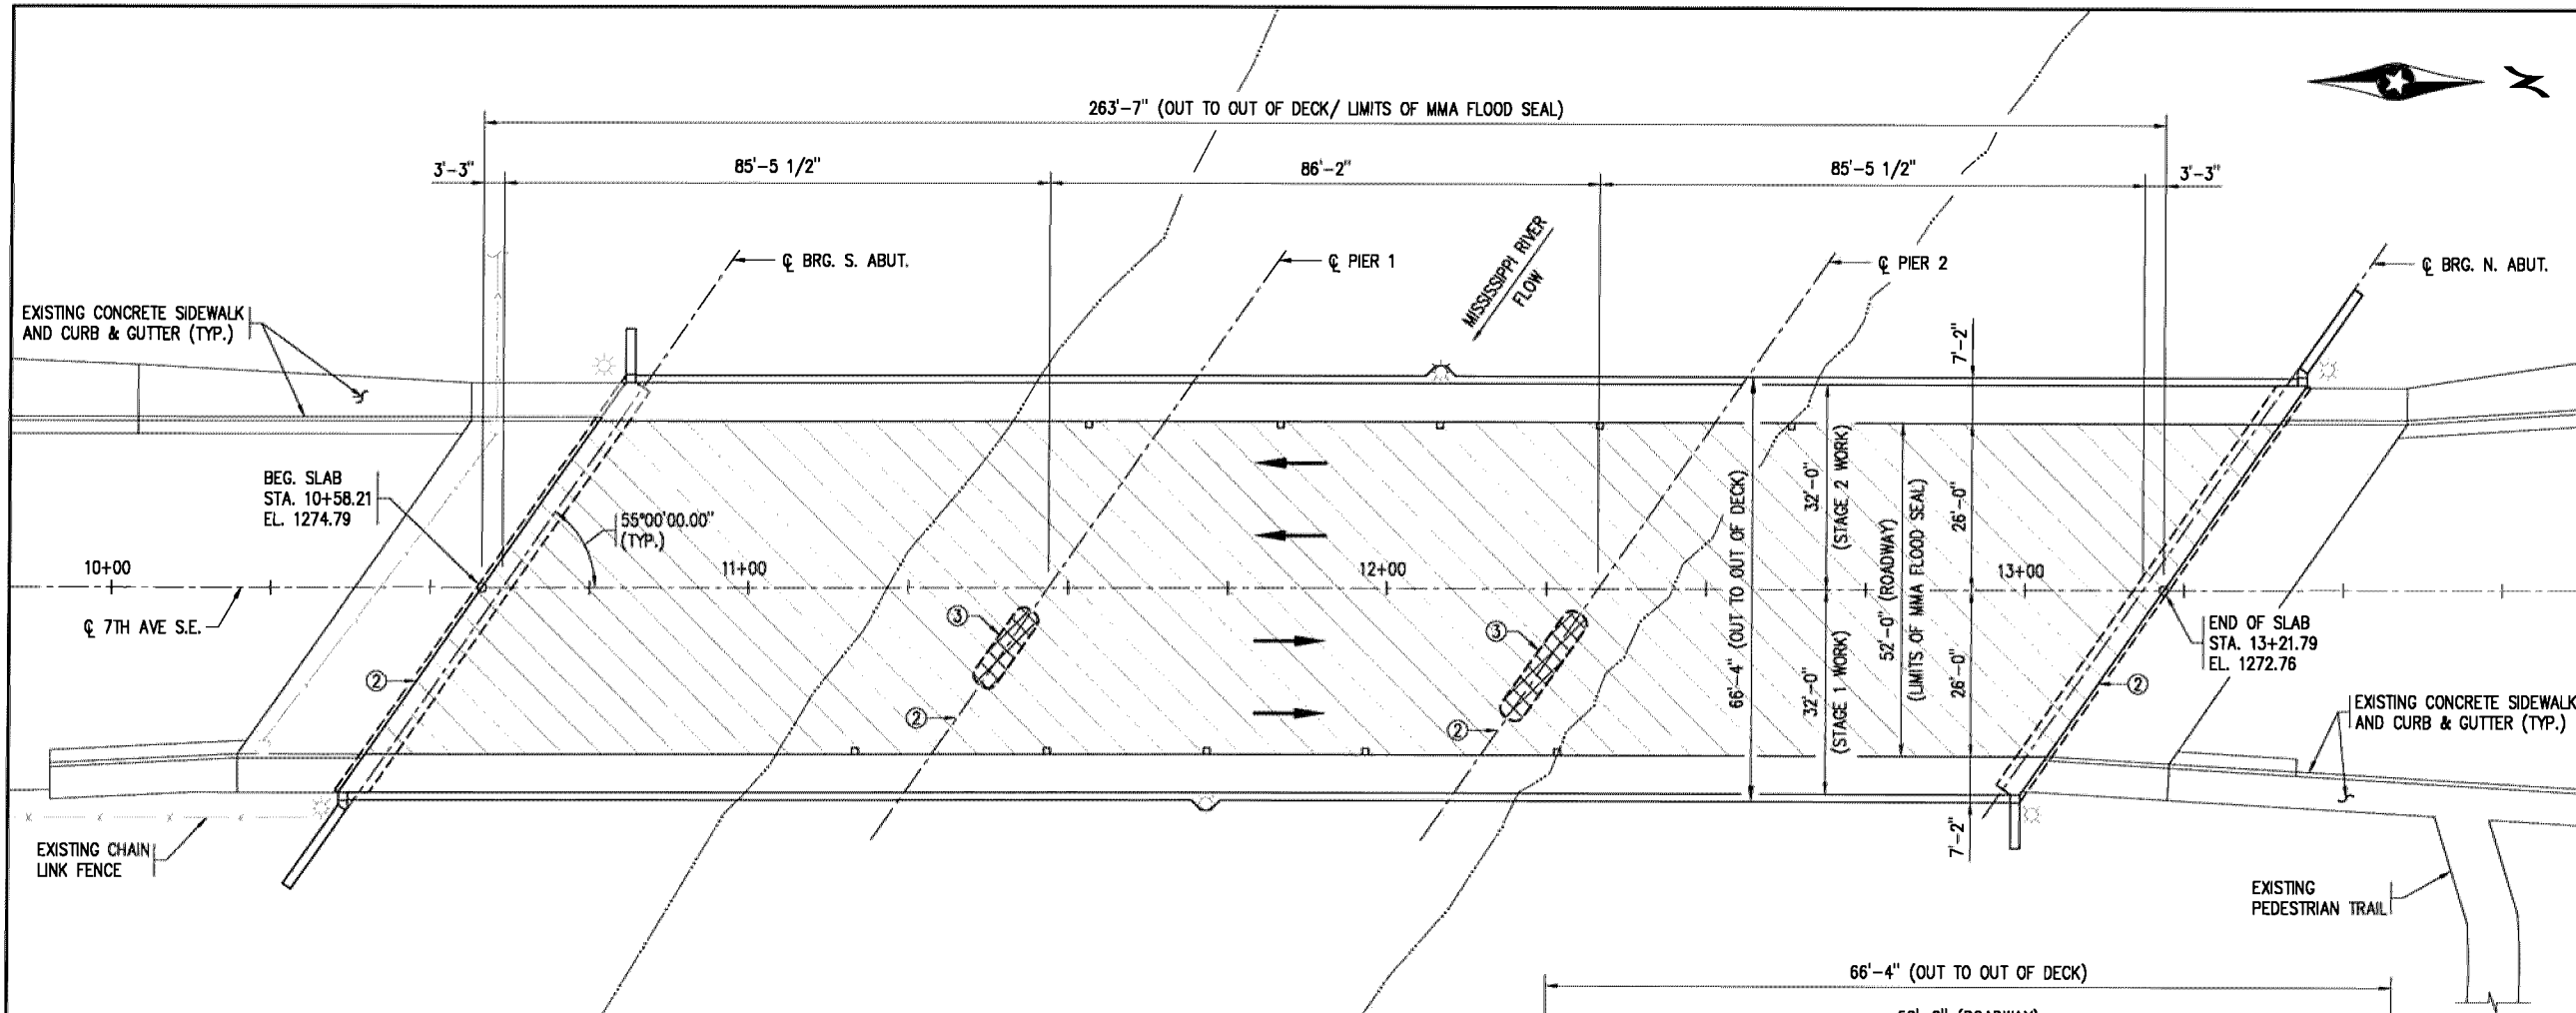 N
263'-7" (OUT TO OUT OF DECK/ LIMITS OF MMA FLOOD SEAL)
3'-3"
85'-5 1/2"
86'-2"
85'-5 1/2"
3'-3"
℄ BRG. S. ABUT.
℄ PIER 1
MISSISSIPPI RIVER
FLOW
℄ PIER 2
℄ BRG. N. ABUT.
EXISTING CONCRETE SIDEWALK
AND CURB & GUTTER (TYP.)
7'-2"
BEG. SLAB
STA. 10+58.21
EL. 1274.79
55°00'00.00"
(TYP.)
32'-0"
(STAGE 2 WORK)
26'-0"
10+00
11+00
12+00
13+00
℄ 7TH AVE S.E.
66'-4" (OUT TO OUT OF DECK)
52'-0" (ROADWAY)
(LIMITS OF MMA FLOOD SEAL)
32'-0"
(STAGE 1 WORK)
26'-0"
END OF SLAB
STA. 13+21.79
EL. 1272.76
3
3
2
2
2
2
EXISTING CONCRETE SIDEWALK
AND CURB & GUTTER (TYP.)
x x x x
7'-2"
EXISTING CHAIN
LINK FENCE
EXISTING
PEDESTRIAN TRAIL
66'-4" (OUT TO OUT OF DECK)